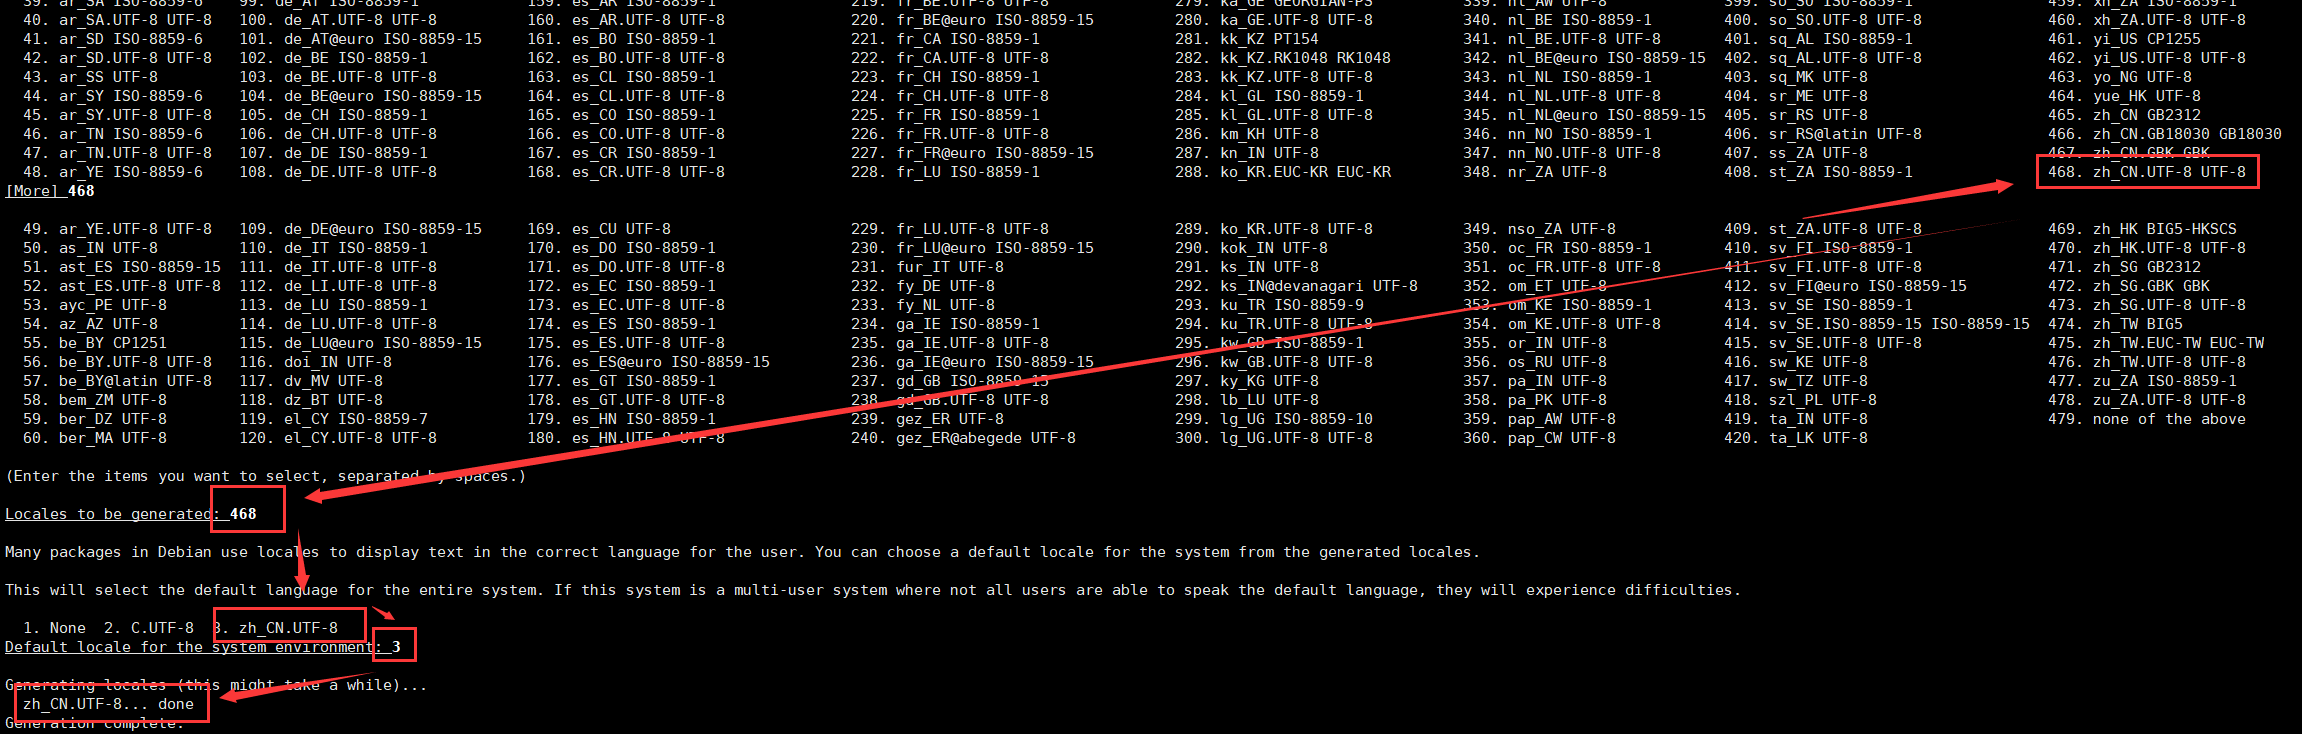 39. ar_SA ISO-8859-6 99. de_AT ISO-8859-1 159. es_AR ISO-8859-1 219. fr_BE.UTF-8 UTF-8 279. ka_GE GEORGIAN-PS 339. nl_AW UTF-8 399. so_SO ISO-8859-1 459. xh_ZA ISO-8859-1
40. ar_SA.UTF-8 UTF-8 100. de_AT.UTF-8 UTF-8 160. es_AR.UTF-8 UTF-8 220. fr_BE@euro ISO-8859-15 280. ka_GE.UTF-8 UTF-8 340. nl_BE ISO-8859-1 400. so_SO.UTF-8 UTF-8 460. xh_ZA.UTF-8 UTF-8
41. ar_SD ISO-8859-6 101. de_AT@euro ISO-8859-15 161. es_BO ISO-8859-1 221. fr_CA ISO-8859-1 281. kk_KZ PT154 341. nl_BE.UTF-8 UTF-8 401. sq_AL ISO-8859-1 461. yi_US CP1255
42. ar_SD.UTF-8 UTF-8 102. de_BE ISO-8859-1 162. es_BO.UTF-8 UTF-8 222. fr_CA.UTF-8 UTF-8 282. kk_KZ.RK1048 RK1048 342. nl_BE@euro ISO-8859-15 402. sq_AL.UTF-8 UTF-8 462. yi_US.UTF-8 UTF-8
43. ar_SS UTF-8 103. de_BE.UTF-8 UTF-8 163. es_CL ISO-8859-1 223. fr_CH ISO-8859-1 283. kk_KZ.UTF-8 UTF-8 343. nl_NL ISO-8859-1 403. sq_MK UTF-8 463. yo_NG UTF-8
44. ar_SY ISO-8859-6 104. de_BE@euro ISO-8859-15 164. es_CL.UTF-8 UTF-8 224. fr_CH.UTF-8 UTF-8 284. kl_GL ISO-8859-1 344. nl_NL.UTF-8 UTF-8 404. sr_ME UTF-8 464. yue_HK UTF-8
45. ar_SY.UTF-8 UTF-8 105. de_CH ISO-8859-1 165. es_CO ISO-8859-1 225. fr_FR ISO-8859-1 285. kl_GL.UTF-8 UTF-8 345. nl_NL@euro ISO-8859-15 405. sr_RS UTF-8 465. zh_CN GB2312
46. ar_TN ISO-8859-6 106. de_CH.UTF-8 UTF-8 166. es_CO.UTF-8 UTF-8 226. fr_FR.UTF-8 UTF-8 286. km_KH UTF-8 346. nn_NO ISO-8859-1 406. sr_RS@latin UTF-8 466. zh_CN.GB18030 GB18030
47. ar_TN.UTF-8 UTF-8 107. de_DE ISO-8859-1 167. es_CR ISO-8859-1 227. fr_FR@euro ISO-8859-15 287. kn_IN UTF-8 347. nn_NO.UTF-8 UTF-8 407. ss_ZA UTF-8 467. zh_CN.GBK GBK
48. ar_YE ISO-8859-6 108. de_DE.UTF-8 UTF-8 168. es_CR.UTF-8 UTF-8 228. fr_LU ISO-8859-1 288. ko_KR.EUC-KR EUC-KR 348. nr_ZA UTF-8 408. st_ZA ISO-8859-1 468. zh_CN.UTF-8 UTF-8
[More] 468
49. ar_YE.UTF-8 UTF-8 109. de_DE@euro ISO-8859-15 169. es_CU UTF-8 229. fr_LU.UTF-8 UTF-8 289. ko_KR.UTF-8 UTF-8 349. nso_ZA UTF-8 409. st_ZA.UTF-8 UTF-8 469. zh_HK BIG5-HKSCS
50. as_IN UTF-8 110. de_IT ISO-8859-1 170. es_DO ISO-8859-1 230. fr_LU@euro ISO-8859-15 290. kok_IN UTF-8 350. oc_FR ISO-8859-1 410. sv_FI ISO-8859-1 470. zh_HK.UTF-8 UTF-8
51. ast_ES ISO-8859-15 111. de_IT.UTF-8 UTF-8 171. es_DO.UTF-8 UTF-8 231. fur_IT UTF-8 291. ks_IN UTF-8 351. oc_FR.UTF-8 UTF-8 411. sv_FI.UTF-8 UTF-8 471. zh_SG GB2312
52. ast_ES.UTF-8 UTF-8 112. de_LI.UTF-8 UTF-8 172. es_EC ISO-8859-1 232. fy_DE UTF-8 292. ks_IN@devanagari UTF-8 352. om_ET UTF-8 412. sv_FI@euro ISO-8859-15 472. zh_SG.GBK GBK
53. ayc_PE UTF-8 113. de_LU ISO-8859-1 173. es_EC.UTF-8 UTF-8 233. fy_NL UTF-8 293. ku_TR ISO-8859-9 353. om_KE ISO-8859-1 413. sv_SE ISO-8859-1 473. zh_SG.UTF-8 UTF-8
54. az_AZ UTF-8 114. de_LU.UTF-8 UTF-8 174. es_ES ISO-8859-1 234. ga_IE ISO-8859-1 294. ku_TR.UTF-8 UTF-8 354. om_KE.UTF-8 UTF-8 414. sv_SE.ISO-8859-15 ISO-8859-15 474. zh_TW BIG5
55. be_BY CP1251 115. de_LU@euro ISO-8859-15 175. es_ES.UTF-8 UTF-8 235. ga_IE.UTF-8 UTF-8 295. kw_GB ISO-8859-1 355. or_IN UTF-8 415. sv_SE.UTF-8 UTF-8 475. zh_TW.EUC-TW EUC-TW
56. be_BY.UTF-8 UTF-8 116. doi_IN UTF-8 176. es_ES@euro ISO-8859-15 236. ga_IE@euro ISO-8859-15 296. kw_GB.UTF-8 UTF-8 356. os_RU UTF-8 416. sw_KE UTF-8 476. zh_TW.UTF-8 UTF-8
57. be_BY@latin UTF-8 117. dv_MV UTF-8 177. es_GT ISO-8859-1 237. gd_GB ISO-8859-15 297. ky_KG UTF-8 357. pa_IN UTF-8 417. sw_TZ UTF-8 477. zu_ZA ISO-8859-1
58. bem_ZM UTF-8 118. dz_BT UTF-8 178. es_GT.UTF-8 UTF-8 238. gd_GB.UTF-8 UTF-8 298. lb_LU UTF-8 358. pa_PK UTF-8 418. szl_PL UTF-8 478. zu_ZA.UTF-8 UTF-8
59. ber_DZ UTF-8 119. el_CY ISO-8859-7 179. es_HN ISO-8859-1 239. gez_ER UTF-8 299. lg_UG ISO-8859-10 359. pap_AW UTF-8 419. ta_IN UTF-8 479. none of the above
60. ber_MA UTF-8 120. el_CY.UTF-8 UTF-8 180. es_HN.UTF-8 UTF-8 240. gez_ER@abegede UTF-8 300. lg_UG.UTF-8 UTF-8 360. pap_CW UTF-8 420. ta_LK UTF-8
(Enter the items you want to select, separated by spaces.)
Locales to be generated: 468
Many packages in Debian use locales to display text in the correct language for the user. You can choose a default locale for the system from the generated locales.
This will select the default language for the entire system. If this system is a multi-user system where not all users are able to speak the default language, they will experience difficulties.
1. None 2. C.UTF-8 3. zh_CN.UTF-8
Default locale for the system environment: 3
Generating locales (this might take a while)...
zh_CN.UTF-8... done
Generation complete.